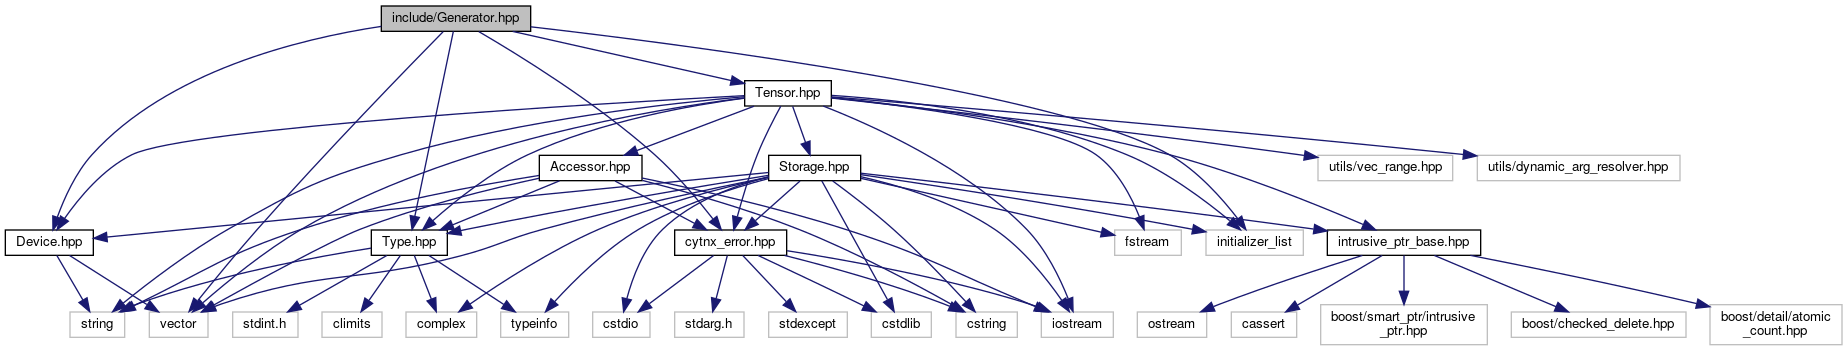 include/Generator.hpp
Tensor.hpp
Accessor.hpp
Storage.hpp
utils/vec_range.hpp
utils/dynamic_arg_resolver.hpp
Device.hpp
Type.hpp
cytnx_error.hpp
fstream
initializer_list
intrusive_ptr_base.hpp
string
vector
stdint.h
climits
complex
typeinfo
cstdio
stdarg.h
stdexcept
cstdlib
cstring
iostream
ostream
cassert
boost/smart_ptr/intrusive
_ptr.hpp
boost/checked_delete.hpp
boost/detail/atomic
_count.hpp